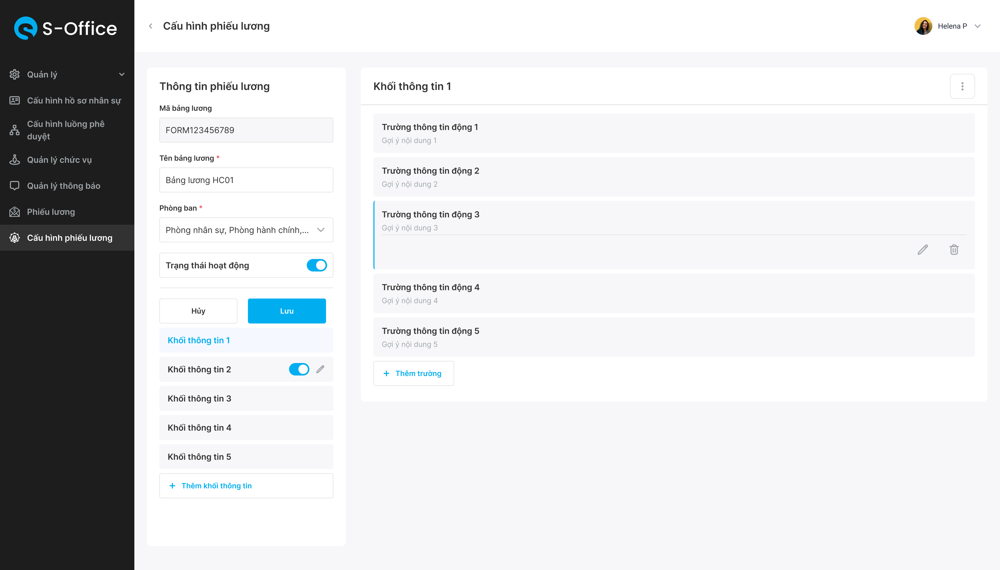 S-Office
Quản lý
Cấu hình hồ sơ nhân sự
Cấu hình luồng phê
duyệt
Quản lý chức vụ
Quản lý thông báo
Phiếu lương
Cấu hình phiếu lương
Cấu hình phiếu lương
Helena P
Thông tin phiếu lương
Mã bảng lương
FORM123456789
Tên bảng lương *
Bảng lương HC01
Phòng ban *
Phòng nhân sự, Phòng hành chính,...
Trạng thái hoạt động
Hủy
Lưu
Khối thông tin 1
Khối thông tin 2
Khối thông tin 3
Khối thông tin 4
Khối thông tin 5
+ Thêm khối thông tin
Khối thông tin 1
Trường thông tin động 1
Gợi ý nội dung 1
Trường thông tin động 2
Gợi ý nội dung 2
Trường thông tin động 3
Gợi ý nội dung 3
Trường thông tin động 4
Gợi ý nội dung 4
Trường thông tin động 5
Gợi ý nội dung 5
+ Thêm trường